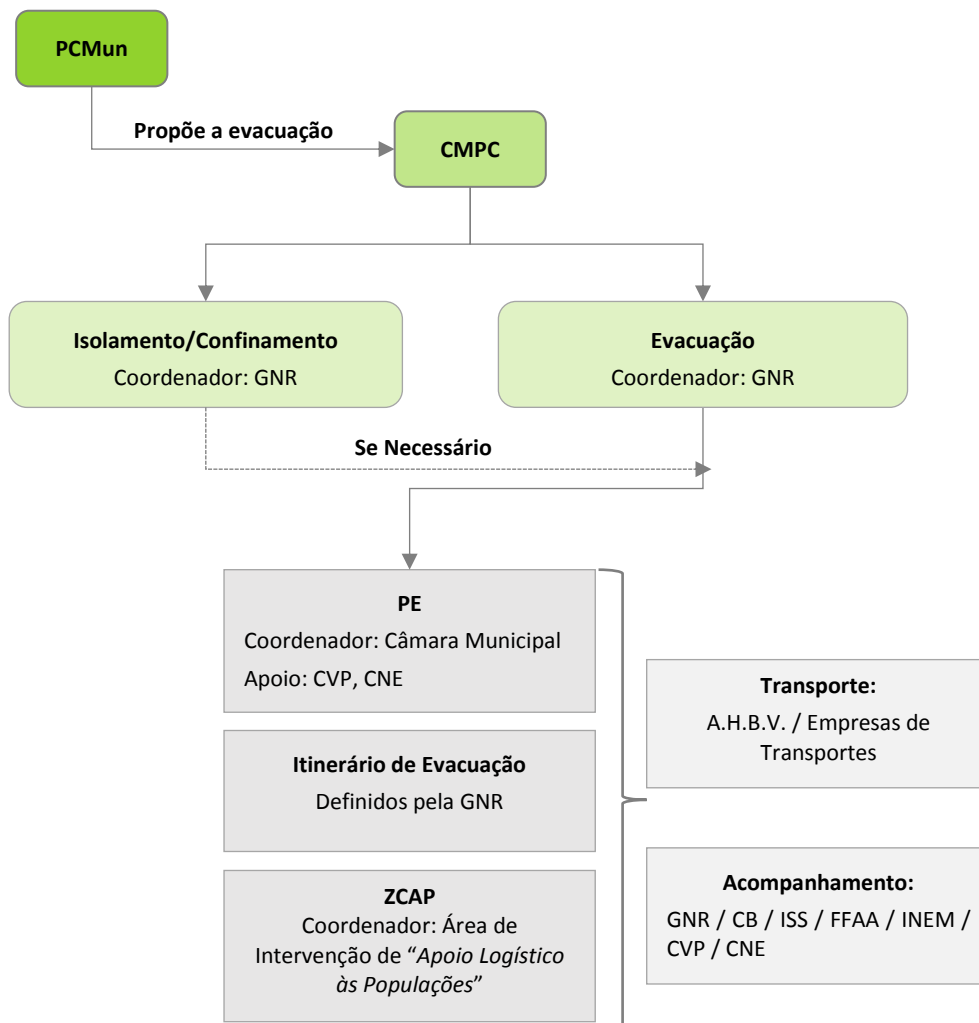 PCMun
Propõe a evacuação
CMPC
Isolamento/Confinamento
Coordenador: GNR
Evacuação
Coordenador: GNR
Se Necessário
PE
Coordenador: Câmara Municipal
Apoio: CVP, CNE
Itinerário de Evacuação
Definidos pela GNR
ZCAP
Coordenador: Área de
Intervenção de “Apoio Logístico
às Populações”
Transporte:
A.H.B.V. / Empresas de
Transportes
Acompanhamento:
GNR / CB / ISS / FFAA / INEM /
CVP / CNE